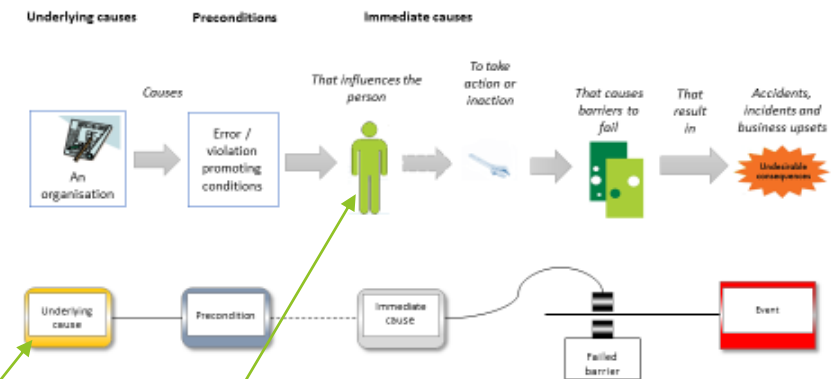 Underlying causes
Preconditions
Immediate causes
Causes
That influences the
person
To take
action or
inaction
That causes
barriers to
fail
That
result
in
Accidents,
incidents and
business upsets
An
organisation
Error /
violation
promoting
conditions
Undesirable
consequences
Underlying
cause
Precondition
Immediate
cause
Failed
barrier
Event